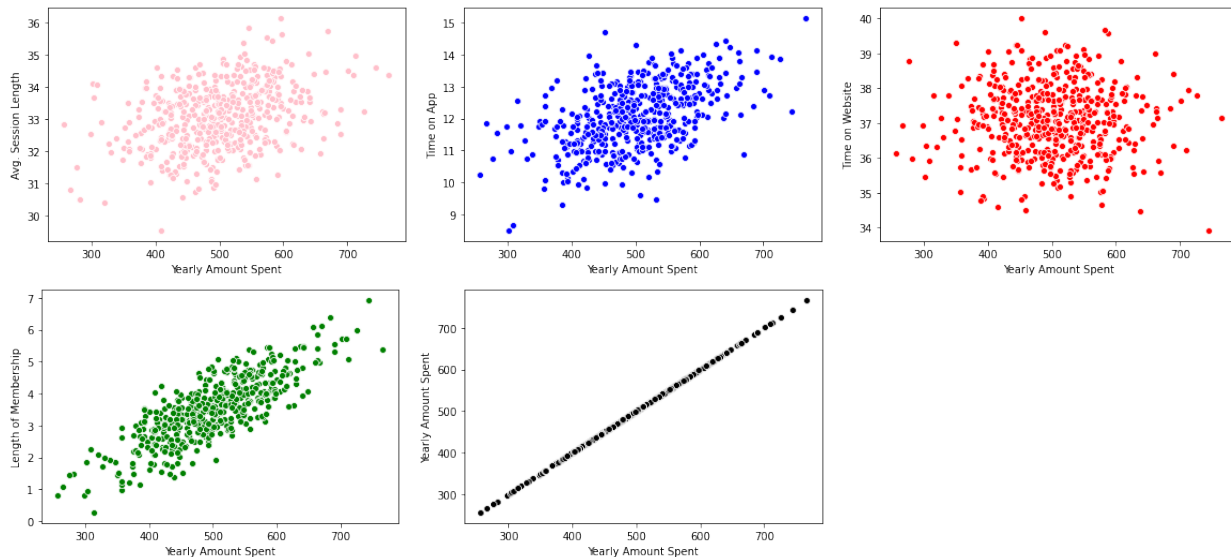 36
35
34
33
32
31
30
Avg. Session Length
300 400 500 600 700
Yearly Amount Spent
15
14
13
12
11
10
9
Time on App
300 400 500 600 700
Yearly Amount Spent
40
39
38
37
36
35
34
Time on Website
300 400 500 600 700
Yearly Amount Spent
7
6
5
4
3
2
1
0
Length of Membership
300 400 500 600 700
Yearly Amount Spent
700
600
500
400
300
Yearly Amount Spent
300 400 500 600 700
Yearly Amount Spent